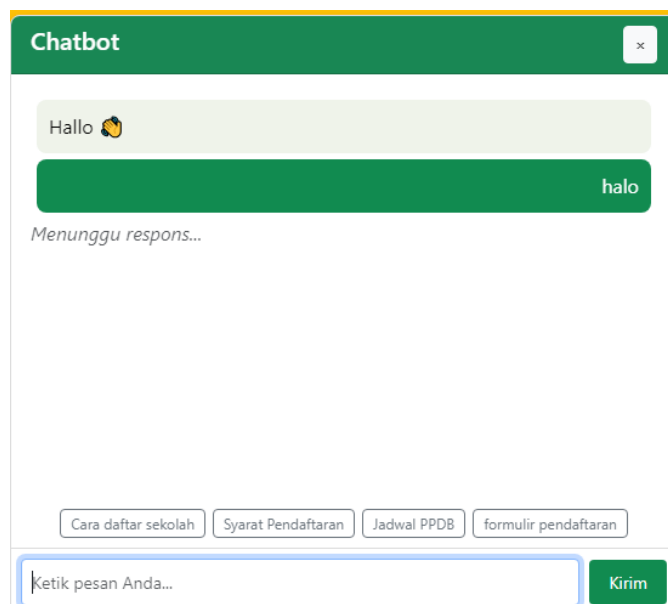 Chatbot
×
Hallo 👏
halo
Menunggu respons...
Cara daftar sekolah Syarat Pendaftaran Jadwal PPDB formulir pendaftaran
Ketik pesan Anda... Kirim